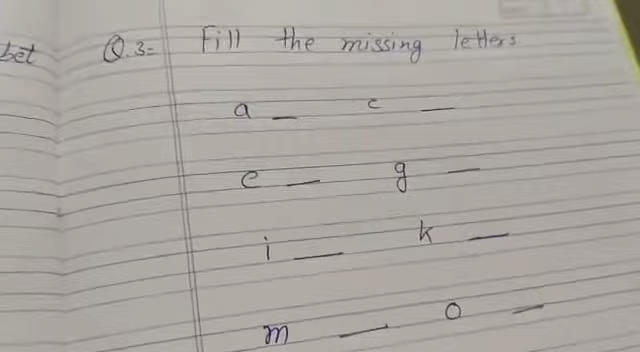 bet
Q.3= Fill the missing letters
a _ c _
e _ g _
i _ k _
m _ o _